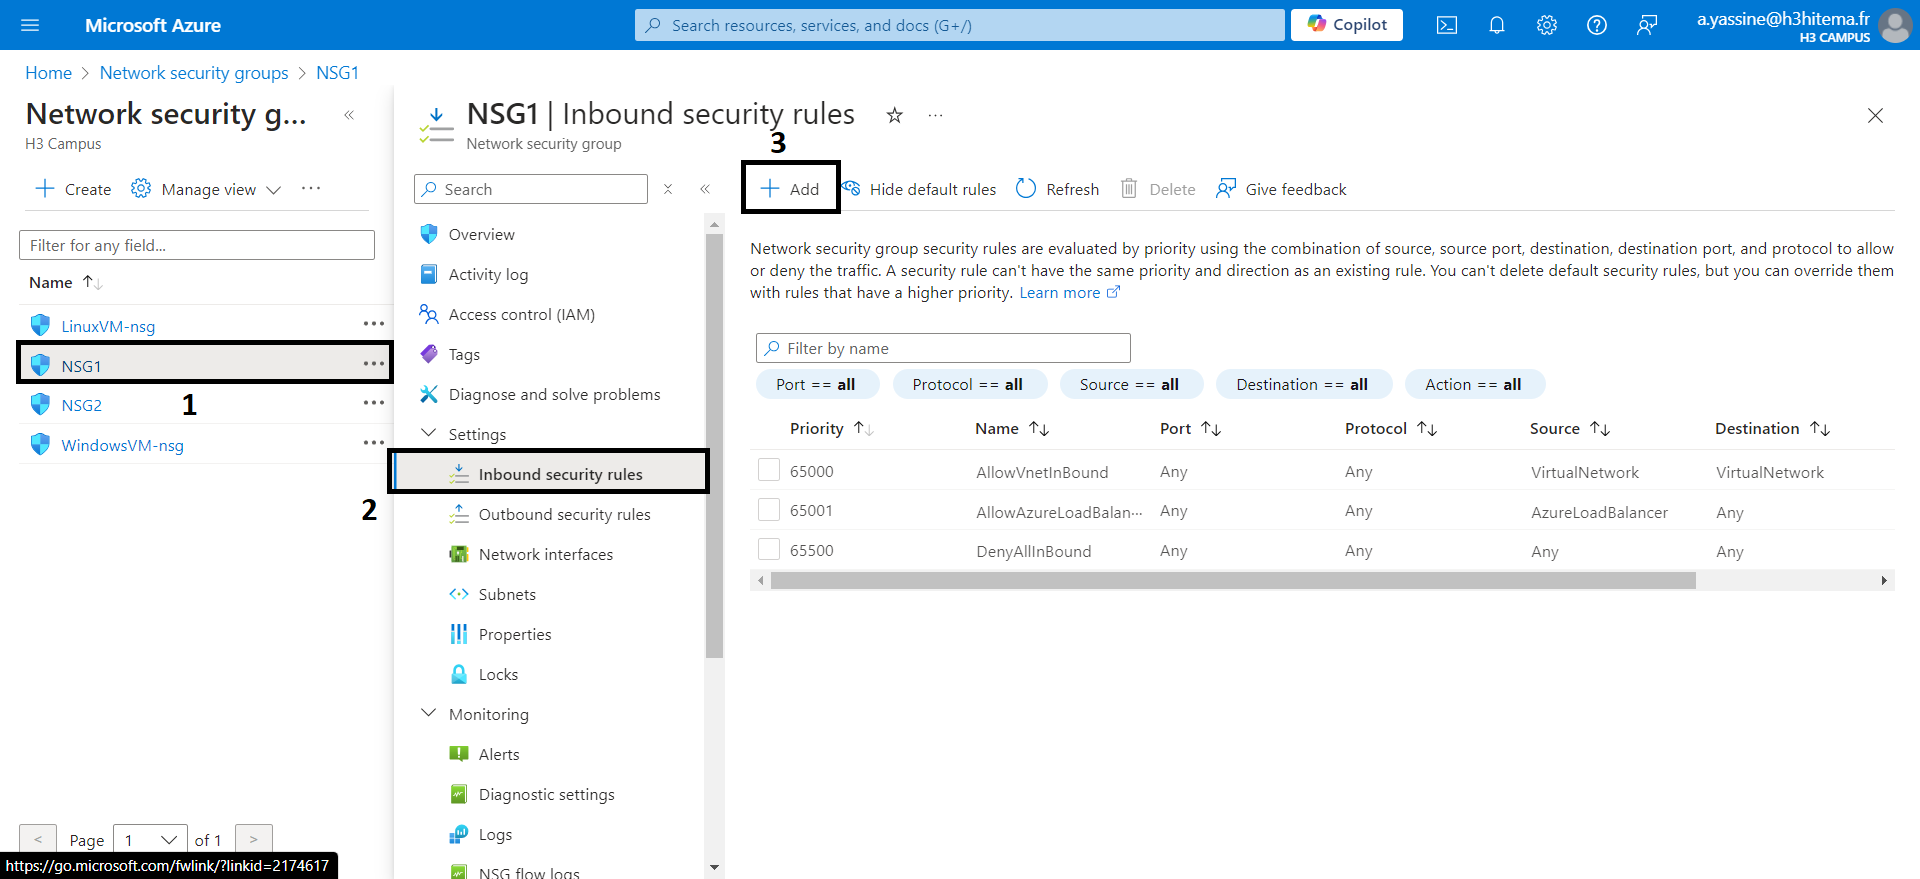 Microsoft Azure
Search resources, services, and docs (G+/)
Copilot
a.yassine@h3hitema.fr
H3 CAMPUS
Home > Network security groups > NSG1
Network security g...
H3 Campus
Create
Manage view
Filter for any field...
Name
LinuxVM-nsg
NSG1
NSG2
1
WindowsVM-nsg
2
Page 1 of 1
https://go.microsoft.com/fwlink/?linkid=2174617
NSG1 | Inbound security rules
Network security group
3
Search
Overview
Activity log
Access control (IAM)
Tags
Diagnose and solve problems
Settings
Inbound security rules
Outbound security rules
Network interfaces
Subnets
Properties
Locks
Monitoring
Alerts
Diagnostic settings
Logs
NSG flow logs
Add
Hide default rules
Refresh
Delete
Give feedback
Network security group security rules are evaluated by priority using the combination of source, source port, destination, destination port, and protocol to allow
or deny the traffic. A security rule can't have the same priority and direction as an existing rule. You can't delete default security rules, but you can override them
with rules that have a higher priority. Learn more
Filter by name
Port == all
Protocol == all
Source == all
Destination == all
Action == all
Priority Name Port Protocol Source Destination
65000 AllowVnetInBound Any Any VirtualNetwork VirtualNetwork
65001 AllowAzureLoadBalan··· Any Any AzureLoadBalancer Any
65500 DenyAllInBound Any Any Any Any